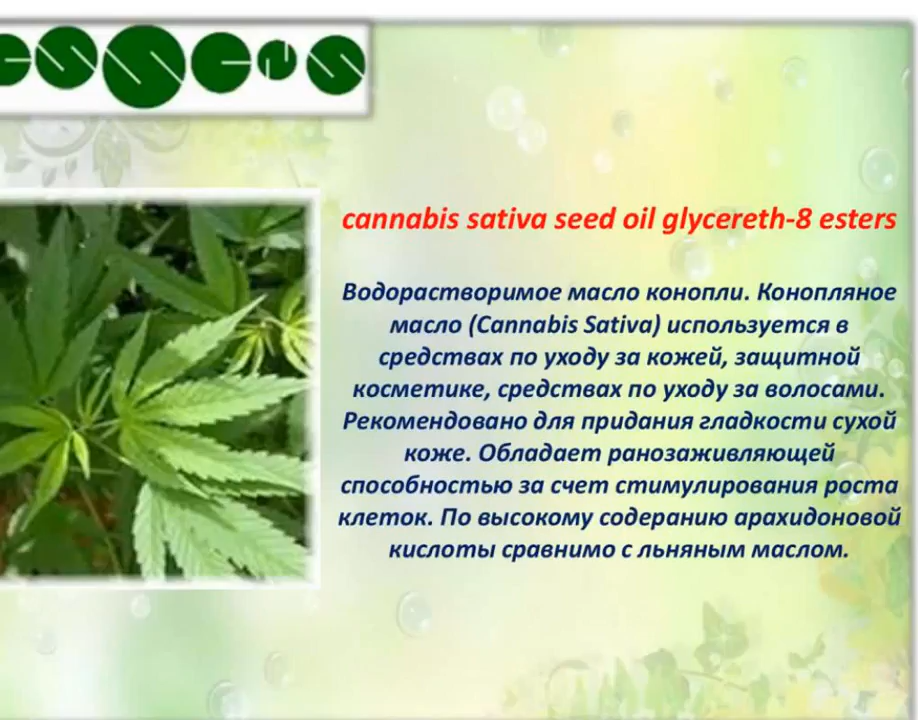 essens
cannabis sativa seed oil glycereth-8 esters
Водорастворимое масло конопли. Конопляное
масло (Cannabis Sativa) используется в
средствах по уходу за кожей, защитной
косметике, средствах по уходу за волосами.
Рекомендовано для придания гладкости сухой
коже. Обладает ранозаживляющей
способностью за счет стимулирования роста
клеток. По высокому содеранию арахидоновой
кислоты сравнимо с льняным маслом.